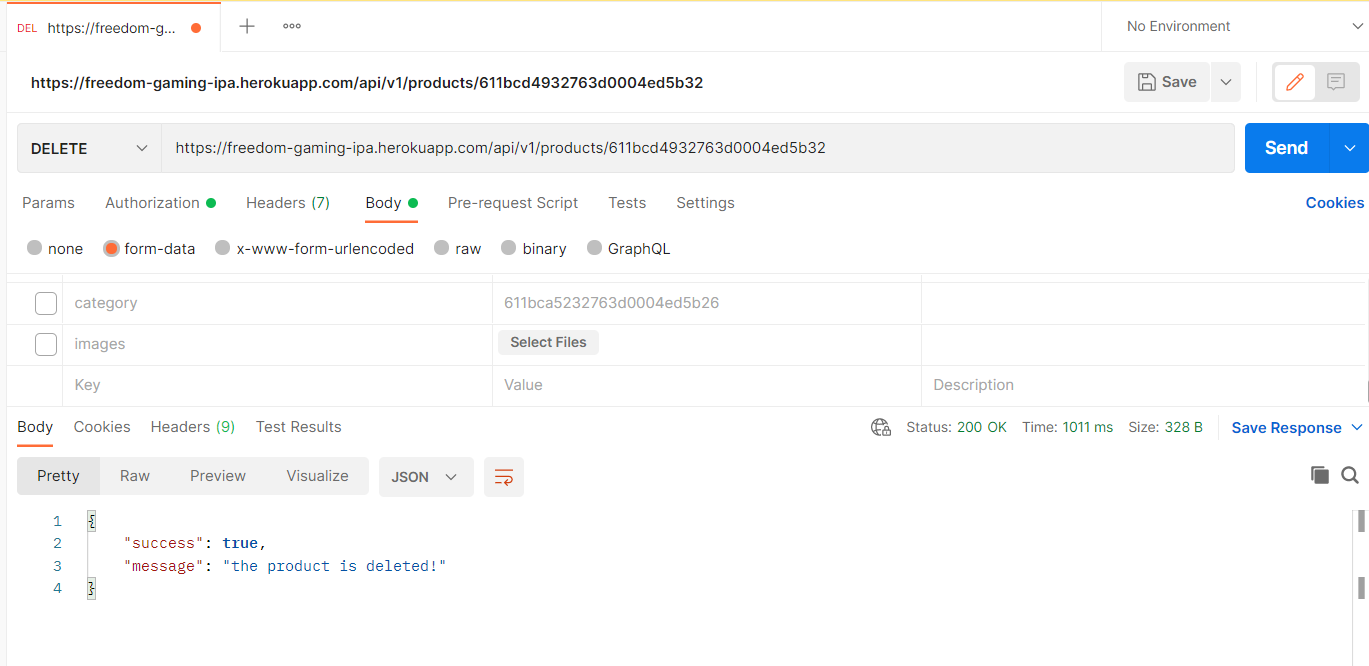 DEL https://freedom-g... No Environment
https://freedom-gaming-ipa.herokuapp.com/api/v1/products/611bcd4932763d0004ed5b32 Save
DELETE https://freedom-gaming-ipa.herokuapp.com/api/v1/products/611bcd4932763d0004ed5b32 Send
Params Authorization Headers (7) Body Pre-request Script Tests Settings Cookies
none form-data x-www-form-urlencoded raw binary GraphQL
category 611bca5232763d0004ed5b26
images Select Files
Key Value Description
Body Cookies Headers (9) Test Results Status: 200 OK Time: 1011 ms Size: 328 B Save Response
Pretty Raw Preview Visualize JSON
1 {
2 "success": true,
3 "message": "the product is deleted!"
4 }